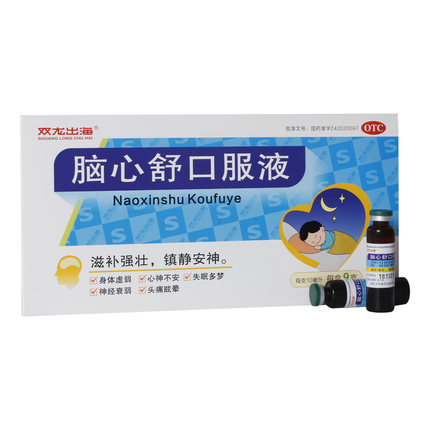 双龙出海®
SHUANG LONG CHU HAI
批准文号：国药准字Z42020097
OTC
脑心舒口服液
Naoxinshu Koufuye
滋补强壮，镇静安神。
✓身体虚弱 ✓心神不安 ✓失眠多梦
✓神经衰弱 ✓头痛眩晕
每支10毫升 每盒9支
脑心舒口服